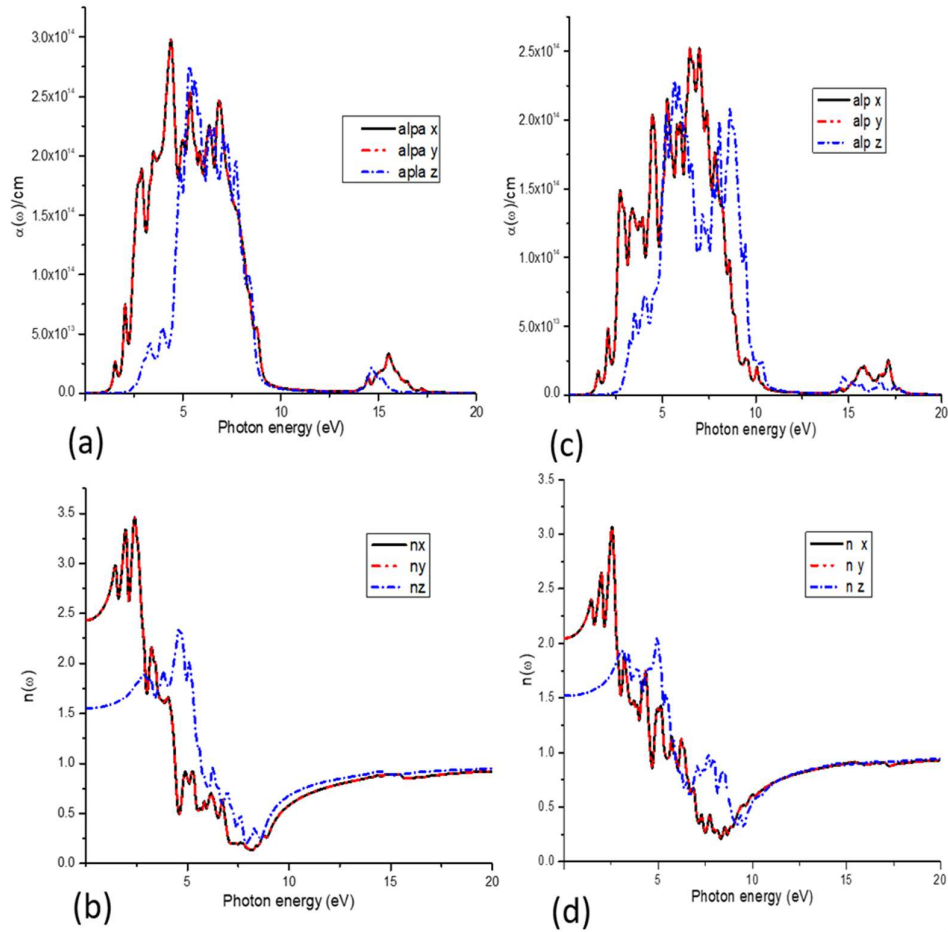 3.0x10¹⁴
2.5x10¹⁴
2.0x10¹⁴
1.5x10¹⁴
1.0x10¹⁴
5.0x10¹³
0.0
α(ω)/cm
alpa x
alpa y
apla z
0 5 10 15 20
Photon energy (eV)
(a)
2.5x10¹⁴
2.0x10¹⁴
1.5x10¹⁴
1.0x10¹⁴
5.0x10¹³
0.0
α(ω)/cm
alp x
alp y
alp z
0 5 10 15 20
Photon energy (eV)
(c)
3.5
3.0
2.5
2.0
1.5
1.0
0.5
0.0
n(ω)
nx
ny
nz
0 5 10 15 20
Photon energy (eV)
(b)
3.5
3.0
2.5
2.0
1.5
1.0
0.5
0.0
n(ω)
n x
n y
n z
0 5 10 15 20
Photon energy (eV)
(d)